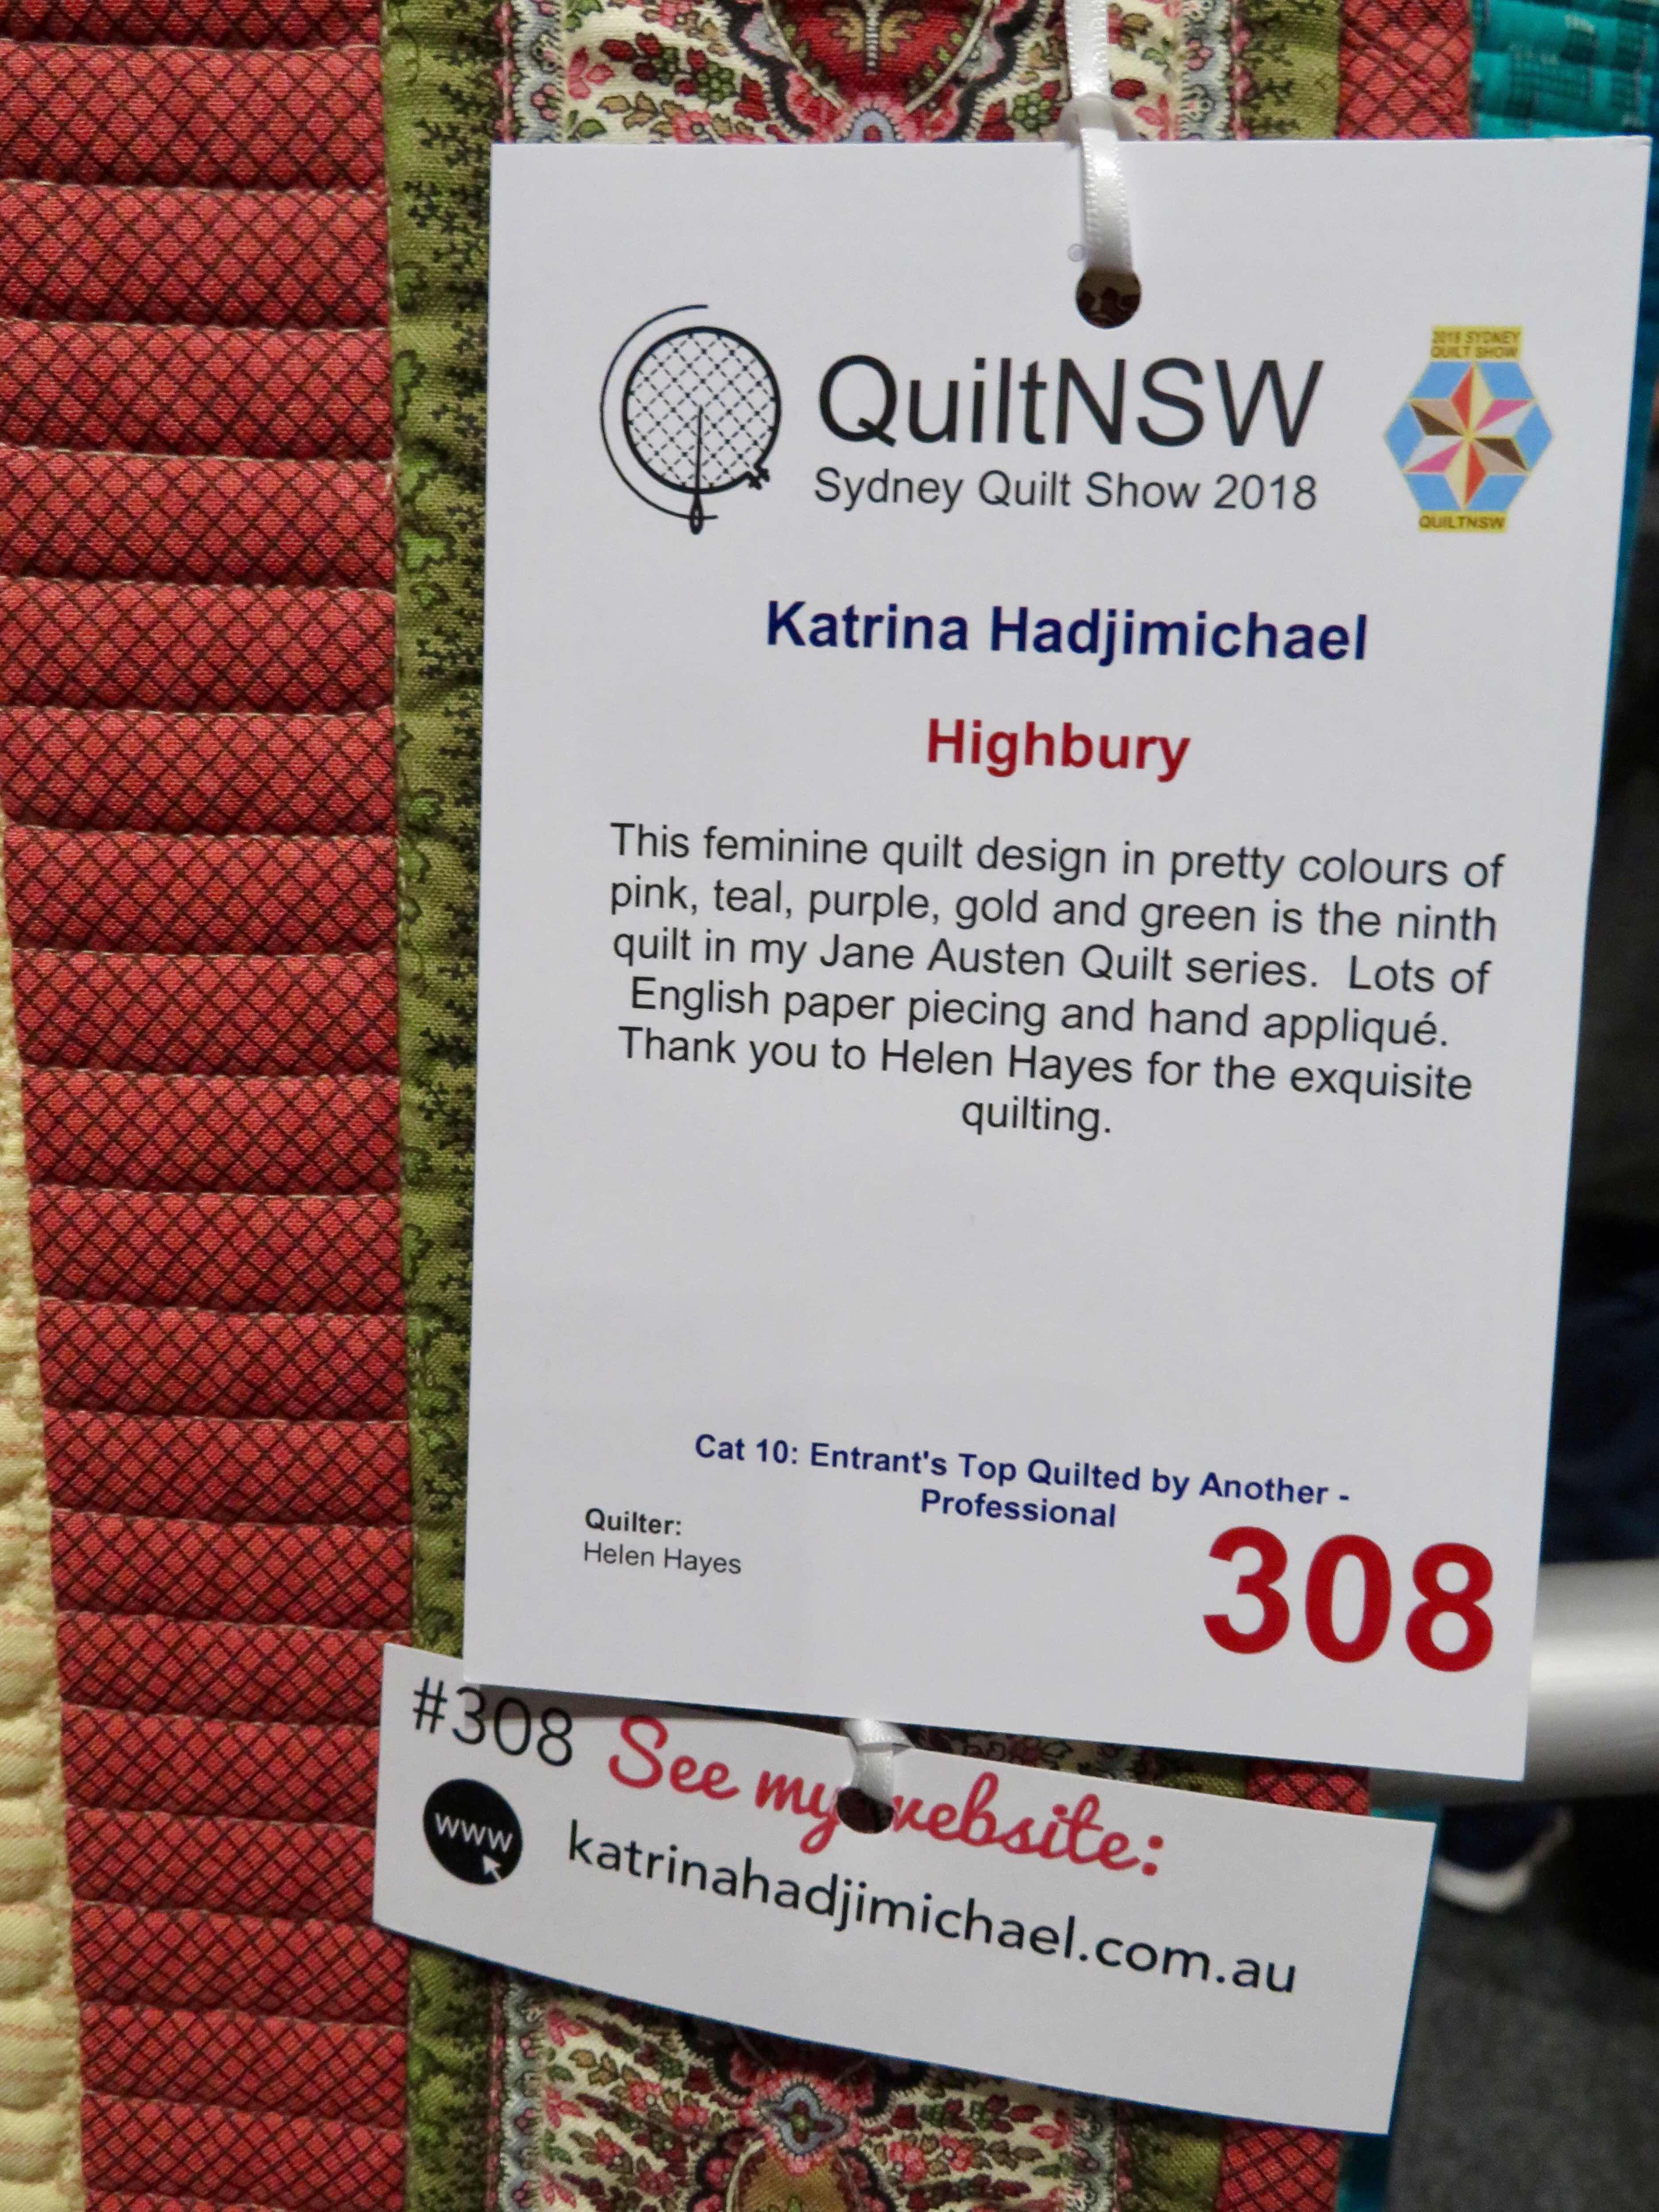 QuiltNSW
Sydney Quilt Show 2018
2018 SYDNEY
QUILT SHOW
QUILTNSW
Katrina Hadjimichael
Highbury
This feminine quilt design in pretty colours of
pink, teal, purple, gold and green is the ninth
quilt in my Jane Austen Quilt series.  Lots of
English paper piecing and hand appliqué.
Thank you to Helen Hayes for the exquisite
quilting.
Cat 10: Entrant's Top Quilted by Another -
Professional
Quilter:
Helen Hayes
308
#308 See my website:
www
katrinahadjimichael.com.au